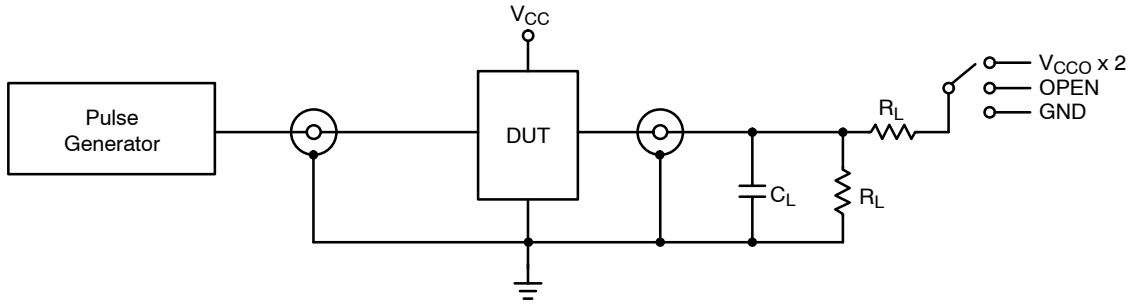 V_CC
Pulse
Generator
DUT
C_L
R_L
R_L
V_CCO x 2
OPEN
GND